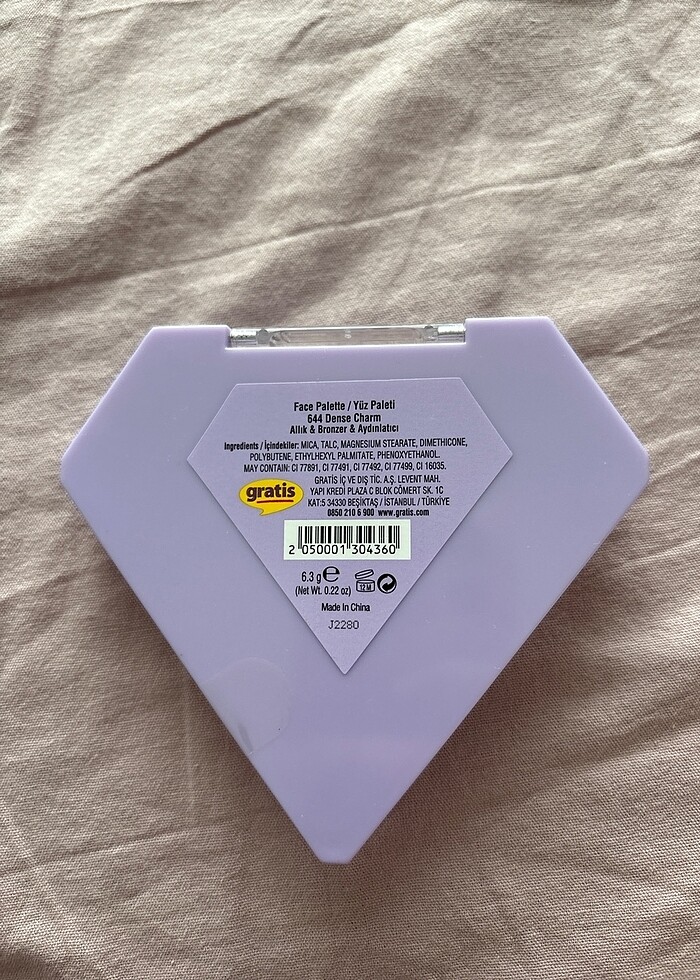 Face Palette / Yüz Paleti
644 Dense Charm
Allık & Bronzer & Aydınlatıcı
Ingredients / İçindekiler: MICA, TALC, MAGNESIUM STEARATE, DIMETHICONE,
POLYBUTENE, ETHYLHEXYL PALMITATE, PHENOXYETHANOL.
MAY CONTAIN: CI 77891, CI 77491, CI 77492, CI 77499, CI 16035.
gratis
GRATİS İÇ VE DIŞ TİC. A.Ş. LEVENT MAH.
YAPI KREDİ PLAZA C BLOK CÖMERT SK. 1C
KAT:5 34330 BEŞİKTAŞ / İSTANBUL / TÜRKİYE
0850 210 6 900 www.gratis.com
2 050001 304360
6.3 g ℮
(Net Wt. 0.22 oz)
12M
Made In China
J2280